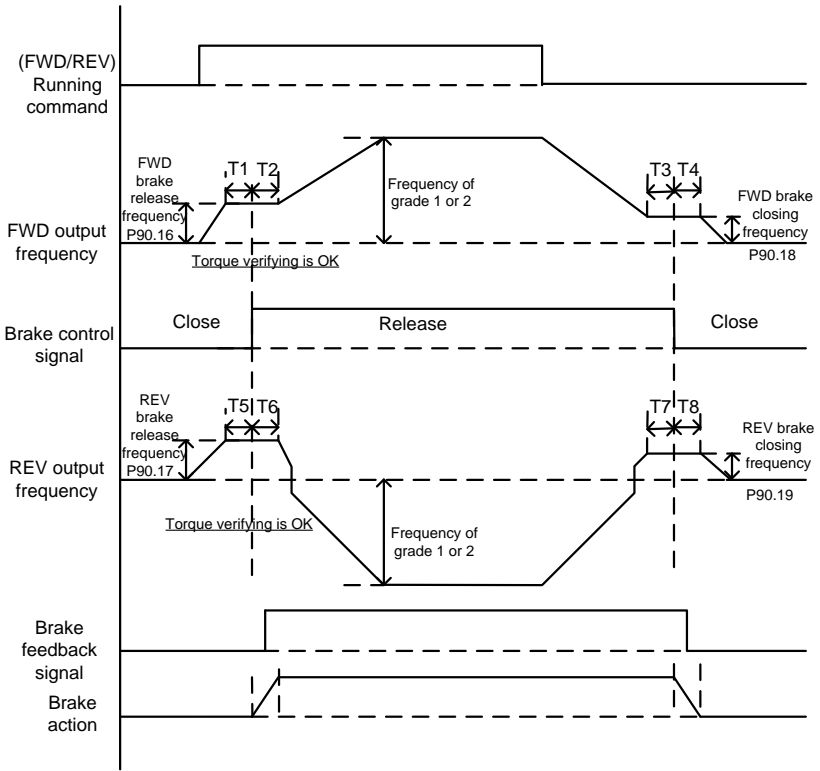 (FWD/REV)
Running
command
FWD
brake
release
frequency
P90.16
T1 T2
Frequency of
grade 1 or 2
T3 T4
FWD brake
closing
frequency
P90.18
FWD output
frequency
Torque verifying is OK
Brake control
signal
Close
Release
Close
REV
brake
release
frequency
P90.17
T5 T6
T7 T8
REV brake
closing
frequency
P90.19
REV output
frequency
Torque verifying is OK
Frequency of
grade 1 or 2
Brake
feedback
signal
Brake
action